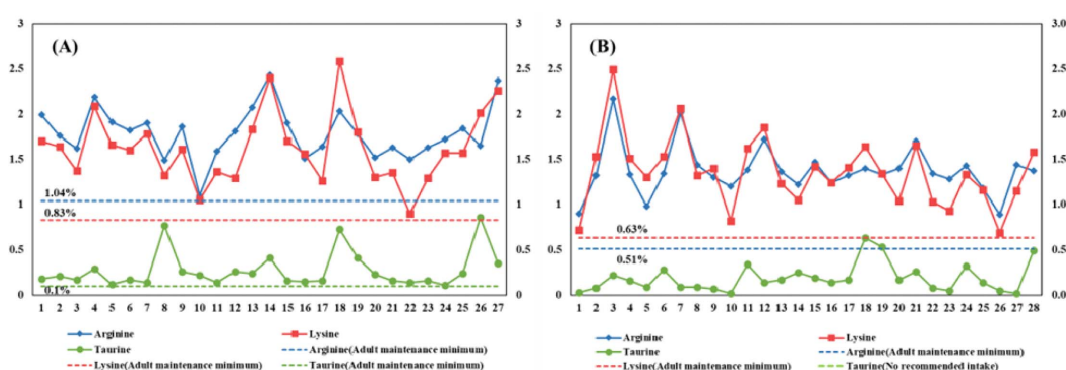 (A)
3 3
2.5 2.5
2 2
1.5 1.5
1.04%
1 1
0.83%
0.5 0.5
0.1%
0 0
1 2 3 4 5 6 7 8 9 10 11 12 13 14 15 16 17 18 19 20 21 22 23 24 25 26 27
Arginine Lysine
Taurine Arginine(Adult maintenance minimum)
Lysine(Adult maintenance minimum) Taurine(Adult maintenance minimum)
(B)
3 3.0
2.5 2.5
2 2.0
1.5 1.5
1 1.0
0.63%
0.5 0.5
0.51%
0 0.0
1 2 3 4 5 6 7 8 9 10 11 12 13 14 15 16 17 18 19 20 21 22 23 24 25 26 27 28
Arginine Lysine
Taurine Arginine(Adult maintenance minimum)
Lysine(Adult maintenance minimum) Taurine(No recommended intake)